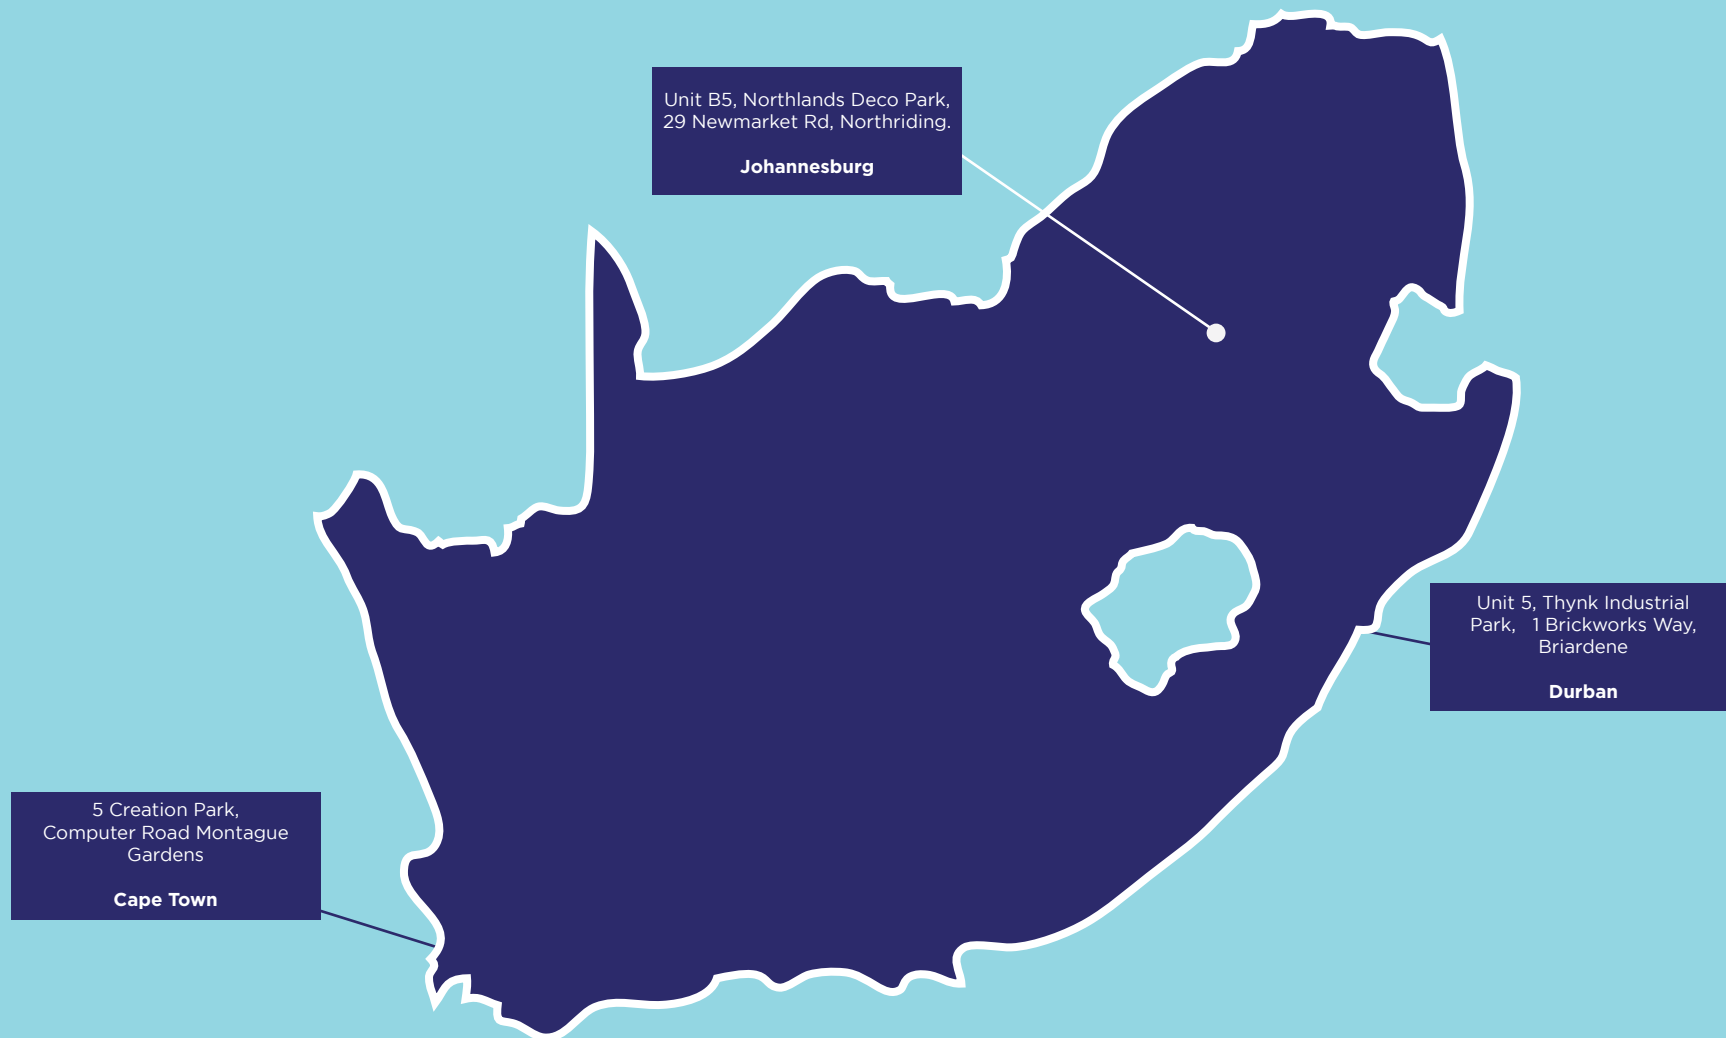 Unit B5, Northlands Deco Park,
29 Newmarket Rd, Northriding.
Johannesburg
Unit 5, Thynk Industrial
Park, 1 Brickworks Way,
Briardene
Durban
5 Creation Park,
Computer Road Montague
Gardens
Cape Town